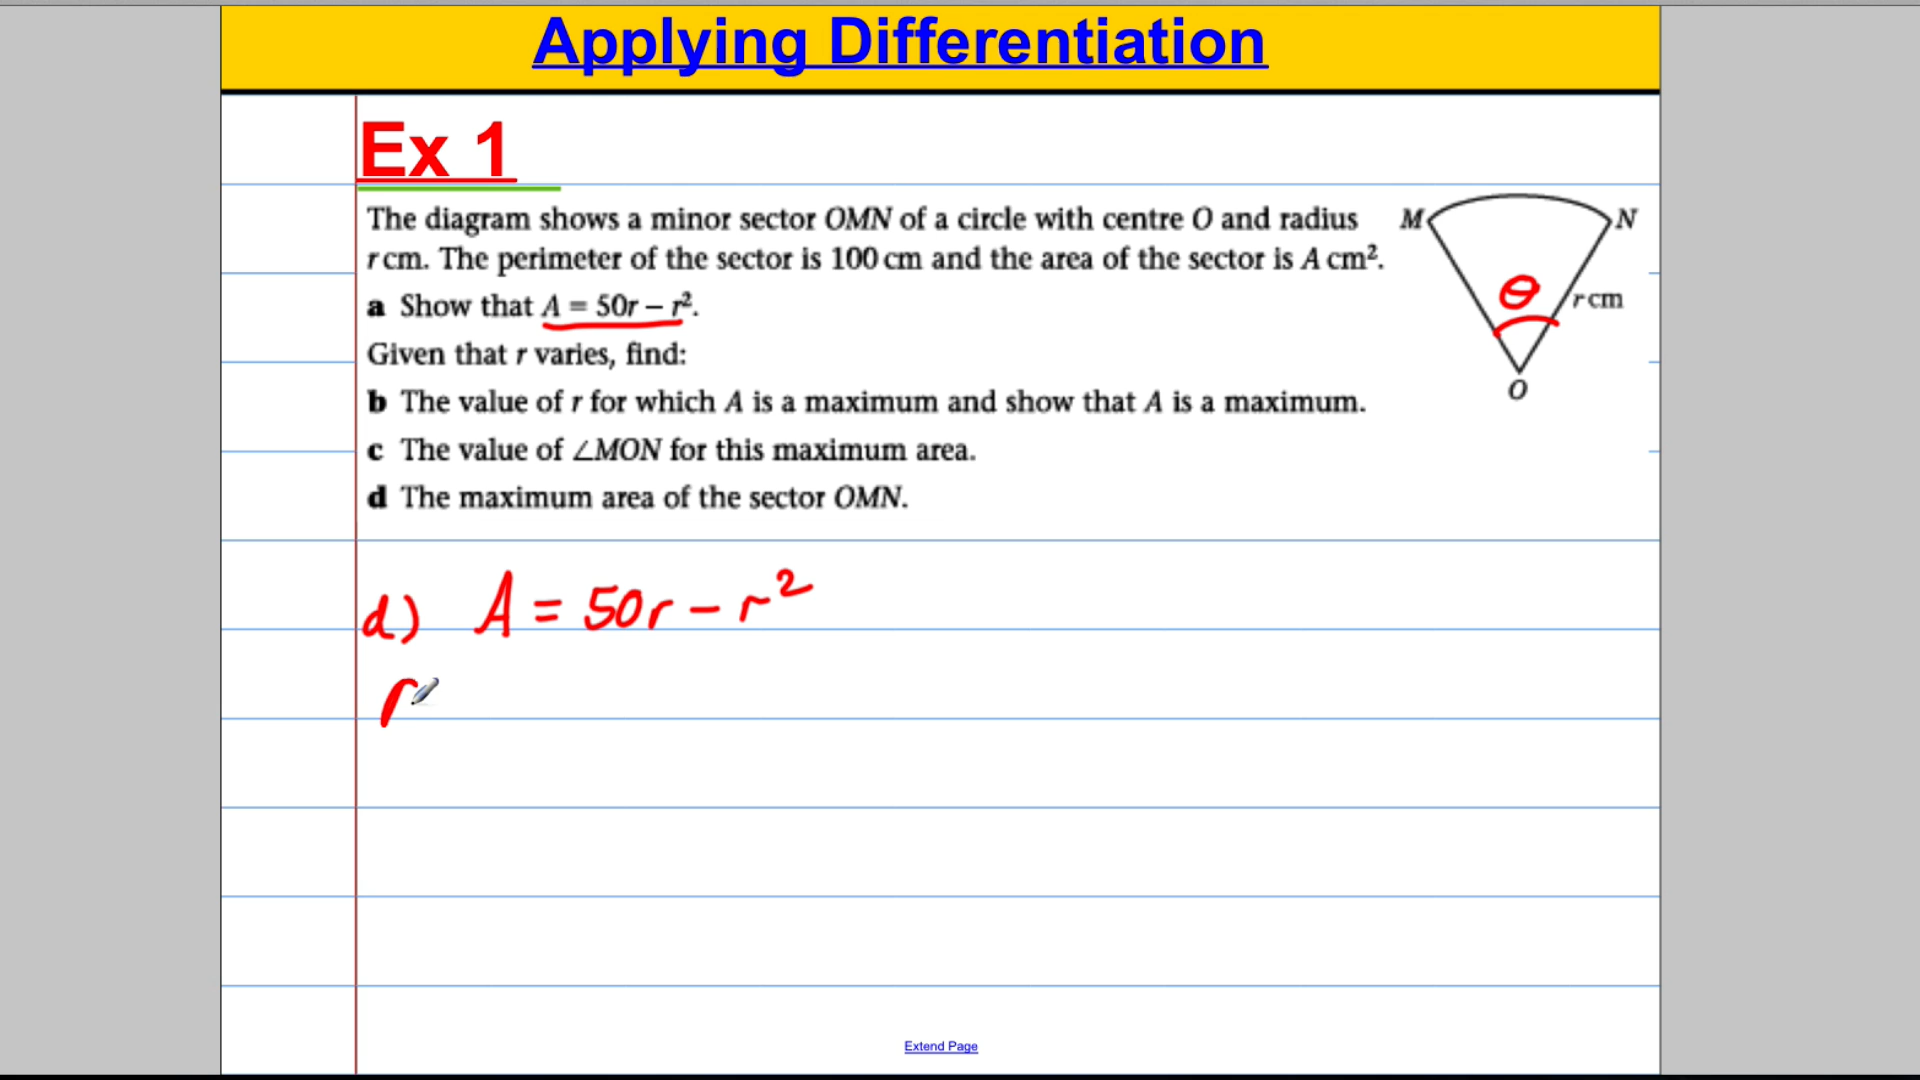 Applying Differentiation
Ex 1
The diagram shows a minor sector OMN of a circle with centre O and radius
r cm. The perimeter of the sector is 100 cm and the area of the sector is A cm².
a Show that A = 50r – r².
Given that r varies, find:
b The value of r for which A is a maximum and show that A is a maximum.
c The value of ∠MON for this maximum area.
d The maximum area of the sector OMN.
M
N
θ
r cm
O
d) A = 50r – r²
r
Extend Page